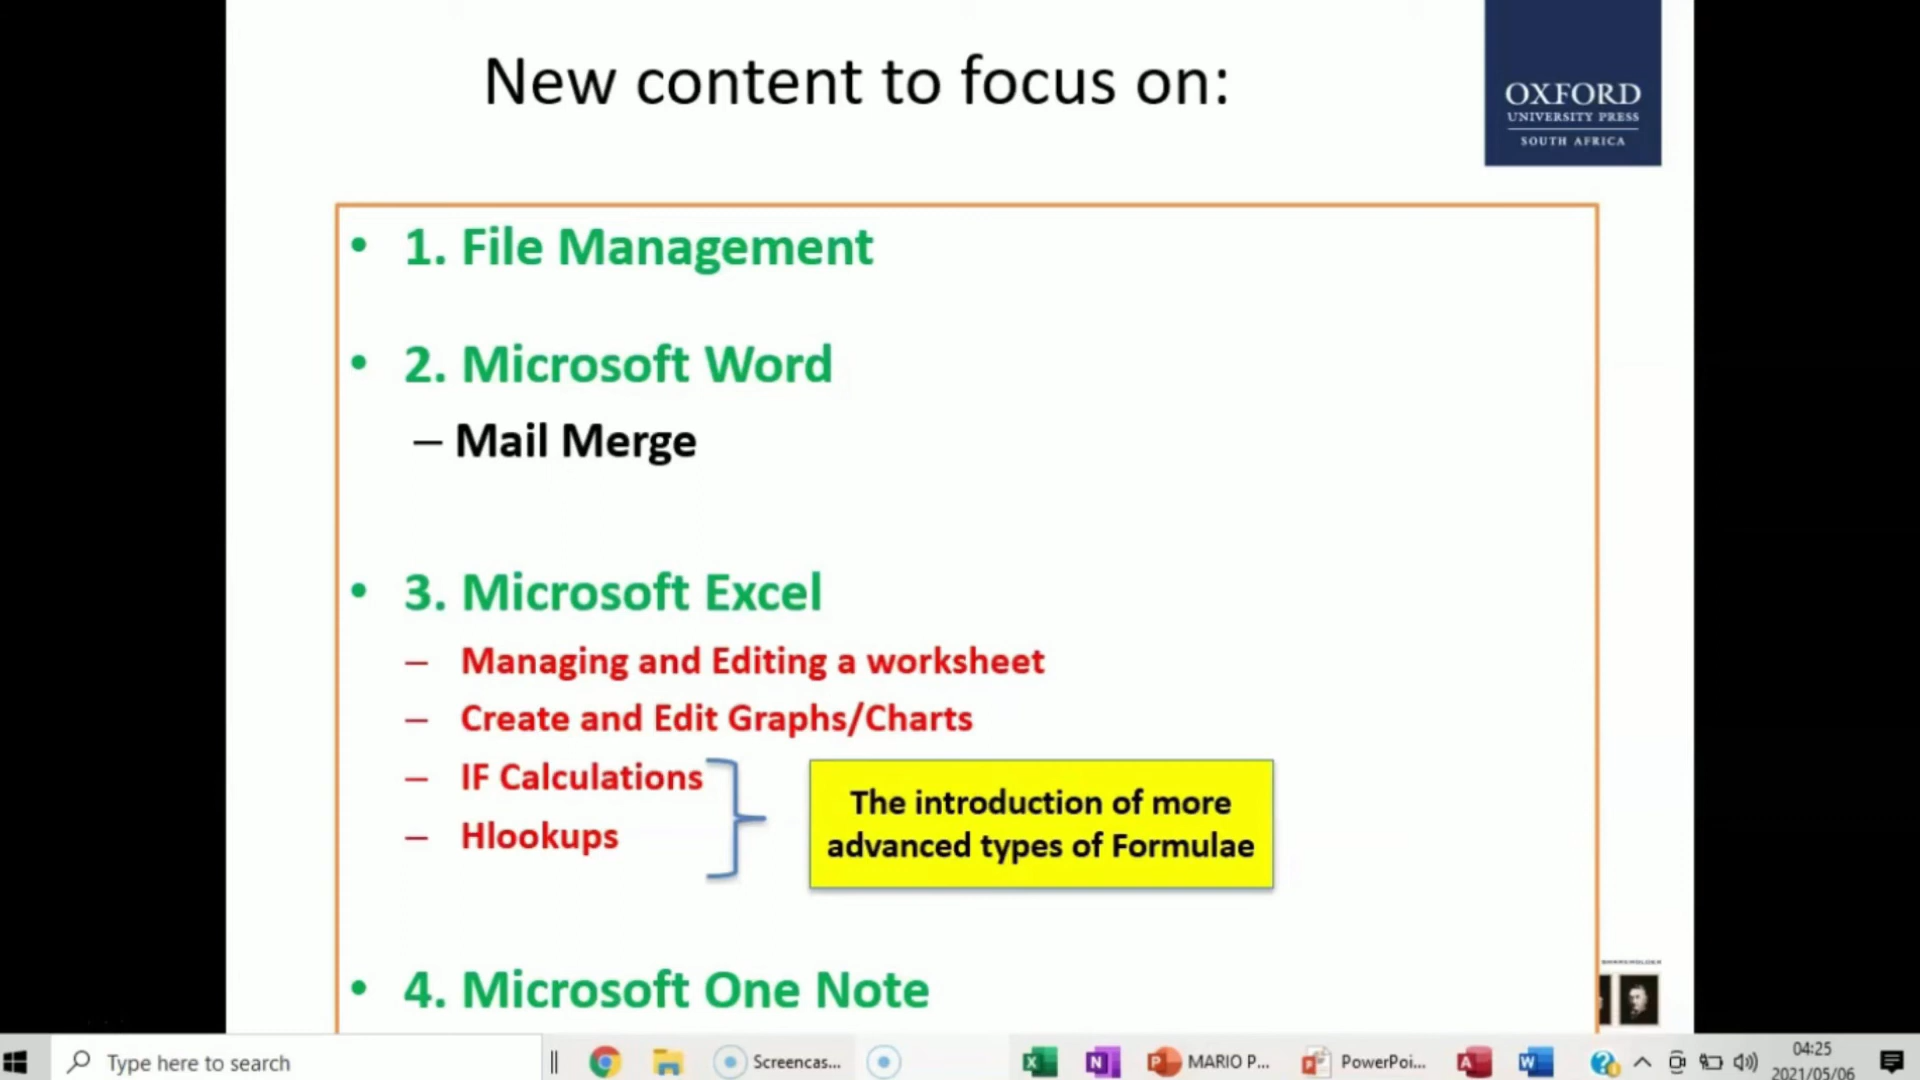 New content to focus on:
OXFORD
UNIVERSITY PRESS
SOUTH AFRICA
• 1. File Management
• 2. Microsoft Word
– Mail Merge
• 3. Microsoft Excel
– Managing and Editing a worksheet
– Create and Edit Graphs/Charts
– IF Calculations
– Hlookups
The introduction of more
advanced types of Formulae
• 4. Microsoft One Note
Type here to search
Screencas...
MARIO P...
PowerPoi...
04:25
2021/05/06